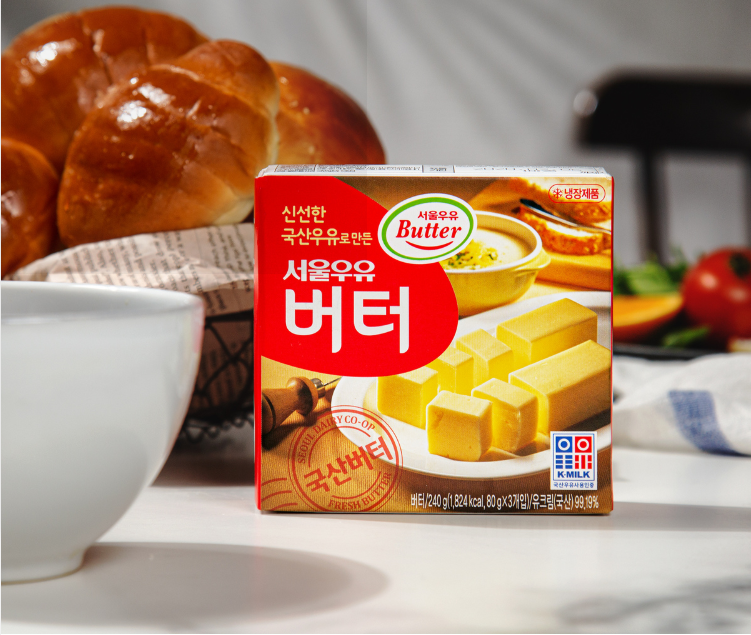 신선한
국산우유로만든
서울우유
Butter
냉장제품
서울우유
버터
SEOUL DAIRY CO-OP
국산버터
FRESH BUTTER
K-MILK
국산우유사용인증
버터/240 g(1,824 kcal, 80 g×3개입)/유크림(국산) 99.19%